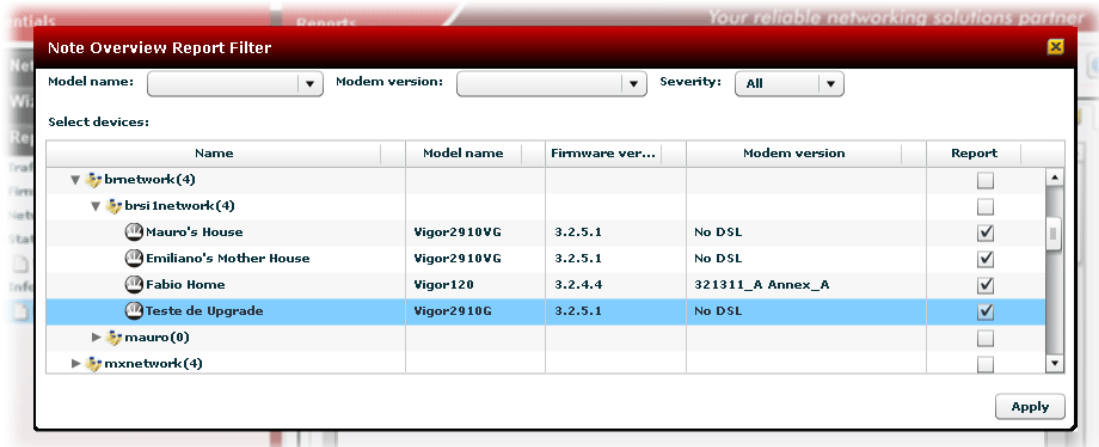 entials
Reports
Your reliable networking solutions partner
Note Overview Report Filter
Model name:
Modem version:
Severity: All
Select devices:
Name Model name Firmware ver... Modem version Report
brnetwork(4)
brsi1network(4)
Mauro's House Vigor2910VG 3.2.5.1 No DSL
Emiliano's Mother House Vigor2910VG 3.2.5.1 No DSL
Fabio Home Vigor120 3.2.4.4 321311_A Annex_A
Teste de Upgrade Vigor2910G 3.2.5.1 No DSL
mauro(0)
mxnetwork(4)
Apply